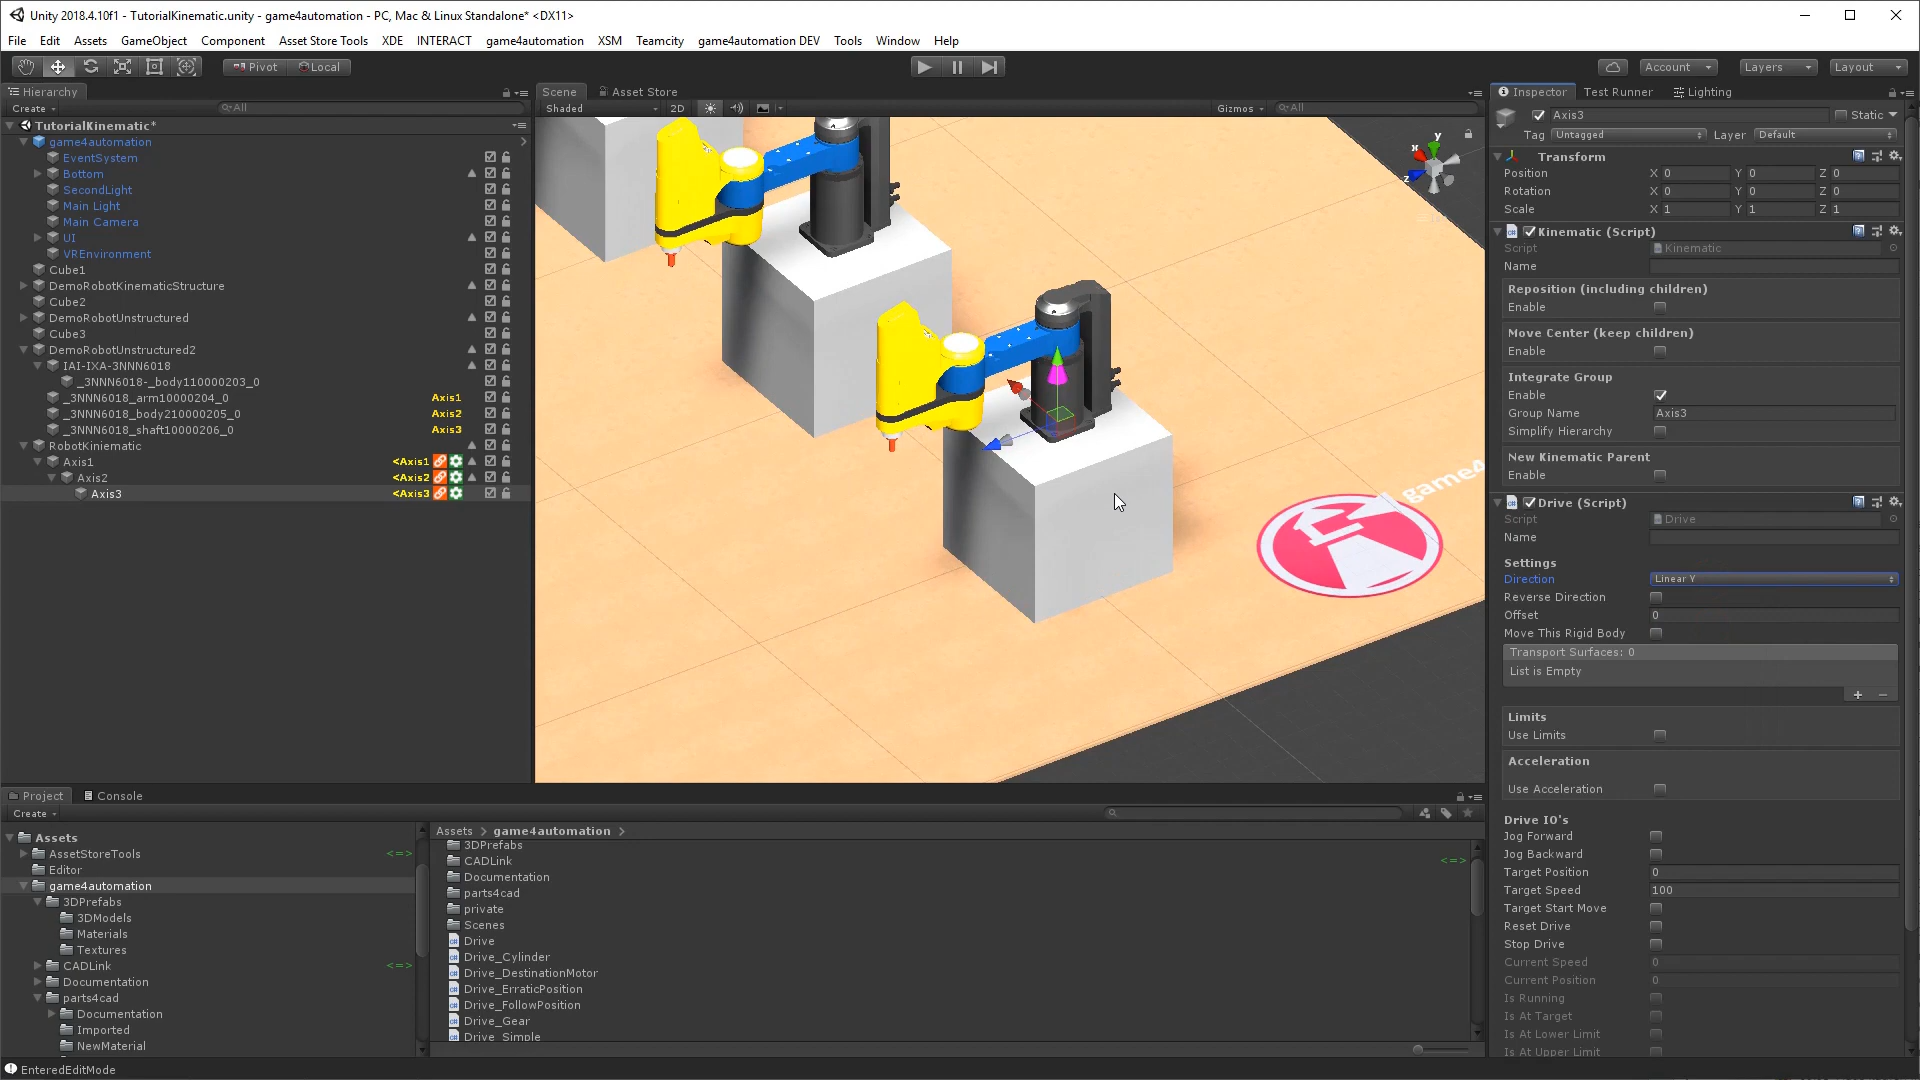 Unity 2018.4.10f1 - TutorialKinematic.unity - game4automation - PC, Mac & Linux Standalone* <DX11>
File Edit Assets GameObject Component Asset Store Tools XDE INTERACT game4automation XSM Teamcity game4automation DEV Tools Window Help
Pivot Local Account Layers Layout
Hierarchy
Create All
TutorialKinematic*
game4automation
EventSystem
Bottom
SecondLight
Main Light
Main Camera
UI
VREnvironment
Cube1
DemoRobotKinematicStructure
Cube2
DemoRobotUnstructured
Cube3
DemoRobotUnstructured2
IAI-IXA-3NNN6018
_3NNN6018-_body110000203_0
_3NNN6018_arm10000204_0 Axis1
_3NNN6018_body210000205_0 Axis2
_3NNN6018_shaft10000206_0 Axis3
RobotKiniematic
Axis1 <Axis1
Axis2 <Axis2
Axis3 <Axis3
Scene Asset Store
Shaded 2D Gizmos All
y
x
z
game4
Inspector Test Runner Lighting
Axis3 Static
Tag Untagged Layer Default
Transform
Position X 0 Y 0 Z 0
Rotation X 0 Y 0 Z 0
Scale X 1 Y 1 Z 1
Kinematic (Script)
Script Kinematic
Name
Reposition (including children)
Enable
Move Center (keep children)
Enable
Integrate Group
Enable
Group Name Axis3
Simplify Hierarchy
New Kinematic Parent
Enable
Drive (Script)
Script Drive
Name
Settings
Direction Linear Y
Reverse Direction
Offset 0
Move This Rigid Body
Transport Surfaces: 0
List is Empty
+ -
Limits
Use Limits
Acceleration
Use Acceleration
Drive IO's
Jog Forward
Jog Backward
Target Position 0
Target Speed 100
Target Start Move
Reset Drive
Stop Drive
Current Speed 0
Current Position 0
Is Running
Is At Target
Is At Lower Limit
Is At Upper Limit
Project Console
Create
Assets
AssetStoreTools <=>
Editor
game4automation
3DPrefabs
3DModels
Materials
Textures
CADLink <=>
Documentation
parts4cad
Documentation
Imported
NewMaterial
Assets > game4automation >
3DPrefabs
CADLink <=>
Documentation
parts4cad
private
Scenes
Drive
Drive_Cylinder
Drive_DestinationMotor
Drive_ErraticPosition
Drive_FollowPosition
Drive_Gear
Drive_Simple
EnteredEditMode